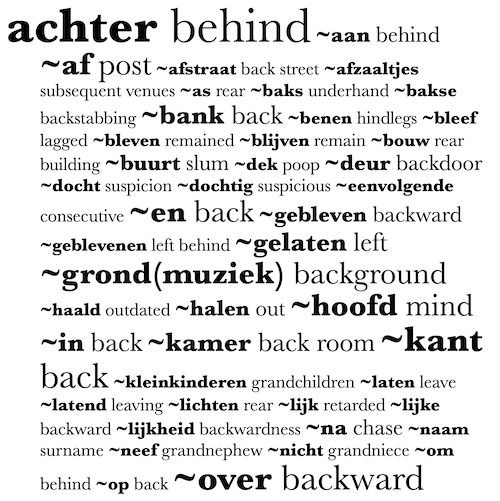 achter behind ~aan behind
~af post ~afstraat back street ~afzaaltjes
subsequent venues ~as rear ~baks underhand ~bakse
backstabbing ~bank back ~benen hindlegs ~bleef
lagged ~bleven remained ~blijven remain ~bouw rear
building ~buurt slum ~dek poop ~deur backdoor
~docht suspicion ~dochtig suspicious ~eenvolgende
consecutive ~en back ~gebleven backward
~geblevenen left behind ~gelaten left
~grond(muziek) background
~haald outdated ~halen out ~hoofd mind
~in back ~kamer back room ~kant
back ~kleinkinderen grandchildren ~laten leave
~latend leaving ~lichten rear ~lijk retarded ~lijke
backward ~lijkheid backwardness ~na chase ~naam
surname ~neef grandnephew ~nicht grandniece ~om
behind ~op back ~over backward